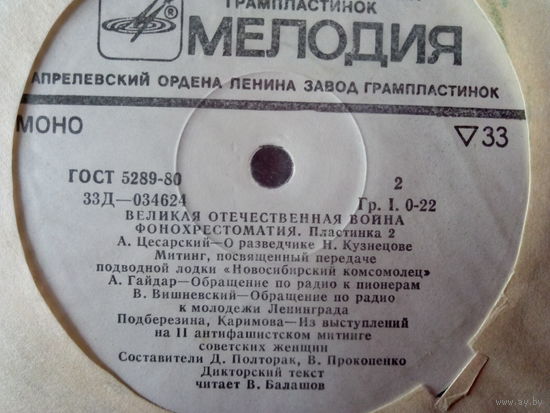 ГРАМПЛАСТИНОК
МЕЛОДИЯ
АПРЕЛЕВСКИЙ ОРДЕНА ЛЕНИНА ЗАВОД ГРАМПЛАСТИНОК
МОНО
▽33
ГОСТ 5289-80
2
33Д—034624
Гр. I. 0-22
ВЕЛИКАЯ ОТЕЧЕСТВЕННАЯ ВОЙНА
ФОНОХРЕСТОМАТИЯ. Пластинка 2
А. Цесарский—О разведчике Н. Кузнецове
Митинг, посвященный передаче
подводной лодки «Новосибирский комсомолец»
А. Гайдар—Обращение по радио к пионерам
В. Вишневский—Обращение по радио
к молодежи Ленинграда
Подберезина, Каримова—Из выступлений
на II антифашистском митинге
советских женщин
Составители Д. Полторак, В. Прокопенко
Дикторский текст
читает В. Балашов
www.ay.by